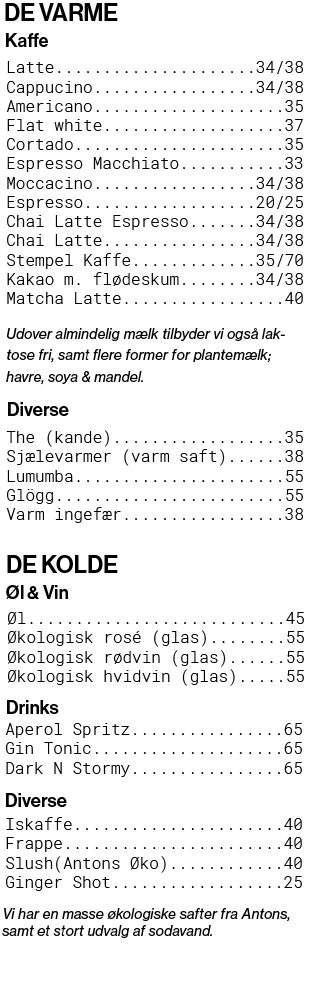 DE VARME
Kaffe
Latte.....................34/38
Cappucino.................34/38
Americano....................35
Flat white...................37
Cortado......................35
Espresso Macchiato...........33
Moccacino.................34/38
Espresso..................20/25
Chai Latte Espresso.......34/38
Chai Latte................34/38
Stempel Kaffe.............35/70
Kakao m. flødeskum........34/38
Matcha Latte.................40
Udover almindelig mælk tilbyder vi også lak-
tose fri, samt flere former for plantemælk;
havre, soya & mandel.
Diverse
The (kande)..................35
Sjælevarmer (varm saft)......38
Lumumba......................55
Glögg........................55
Varm ingefær.................38
DE KOLDE
Øl & Vin
Øl...........................45
Økologisk rosé (glas)........55
Økologisk rødvin (glas)......55
Økologisk hvidvin (glas).....55
Drinks
Aperol Spritz................65
Gin Tonic....................65
Dark N Stormy................65
Diverse
Iskaffe......................40
Frappe.......................40
Slush(Antons Øko)............40
Ginger Shot..................25
Vi har en masse økologiske safter fra Antons,
samt et stort udvalg af sodavand.